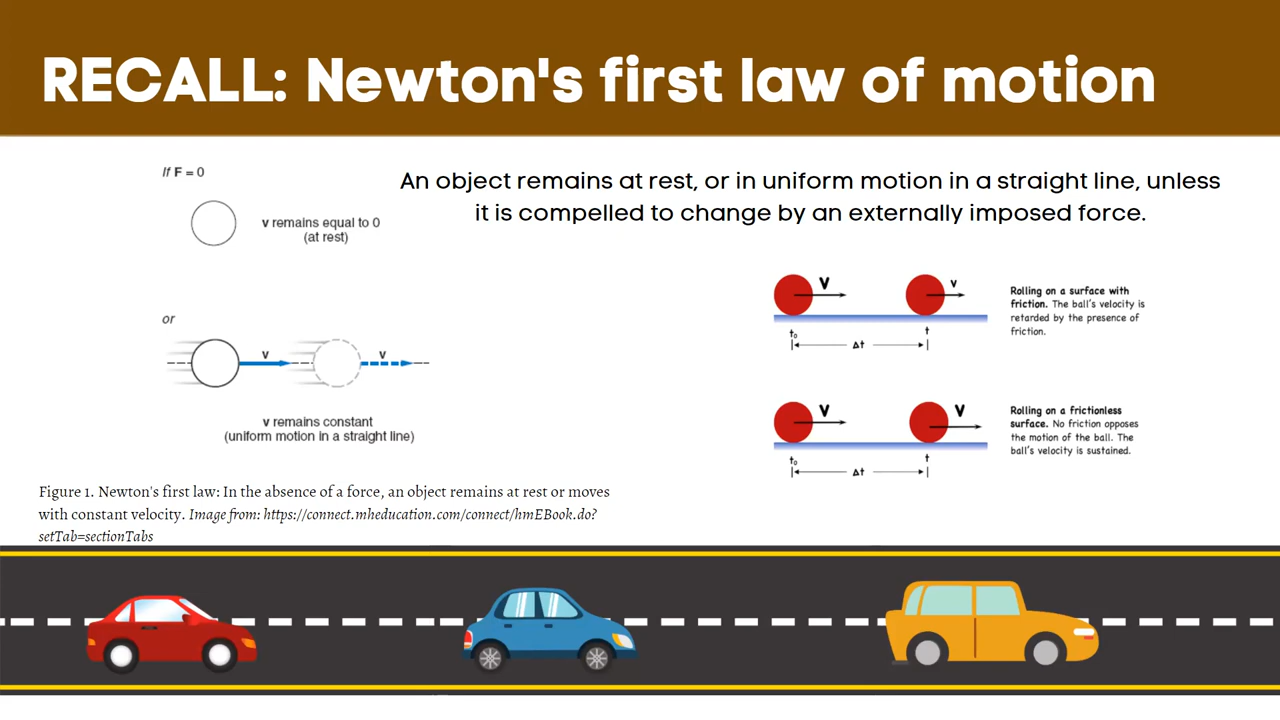 RECALL: Newton's first law of motion
If F = 0
v remains equal to 0
(at rest)
or
v
v
v remains constant
(uniform motion in a straight line)
Figure 1. Newton's first law: In the absence of a force, an object remains at rest or moves
with constant velocity. Image from: https://connect.mheducation.com/connect/hmEBook.do?
setTab=sectionTabs
An object remains at rest, or in uniform motion in a straight line, unless
it is compelled to change by an externally imposed force.
V
v
t₀
t
Δt
Rolling on a surface with
friction. The ball's velocity is
retarded by the presence of
friction.
V
V
t₀
t
Δt
Rolling on a frictionless
surface. No friction opposes
the motion of the ball. The
ball's velocity is sustained.